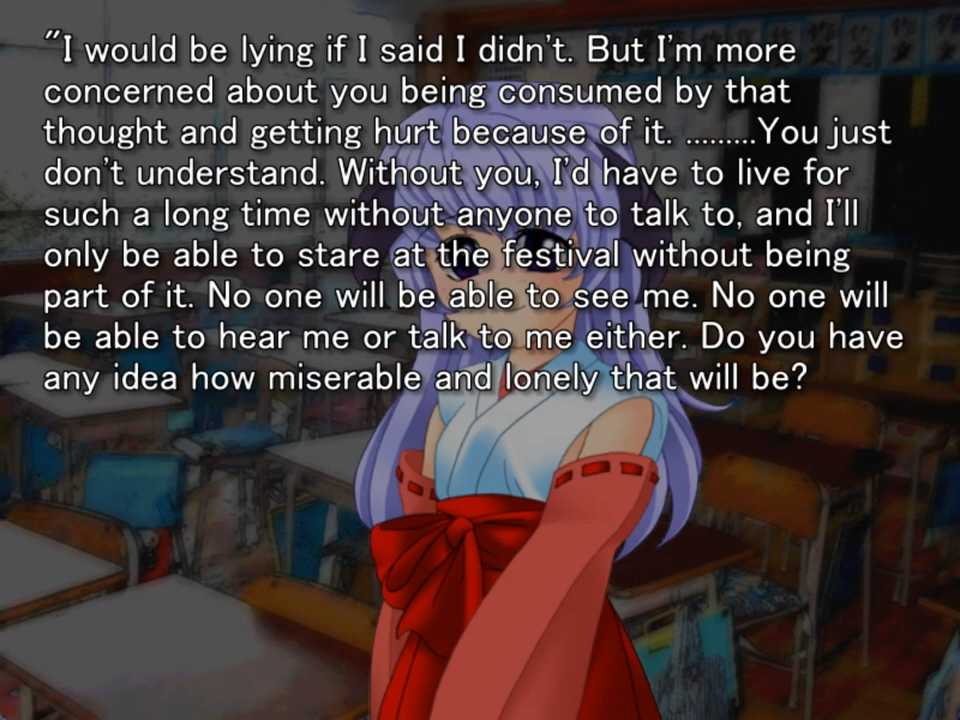 "I would be lying if I said I didn't. But I'm more
concerned about you being consumed by that
thought and getting hurt because of it. .........You just
don't understand. Without you, I'd have to live for
such a long time without anyone to talk to, and I'll
only be able to stare at the festival without being
part of it. No one will be able to see me. No one will
be able to hear me or talk to me either. Do you have
any idea how miserable and lonely that will be?